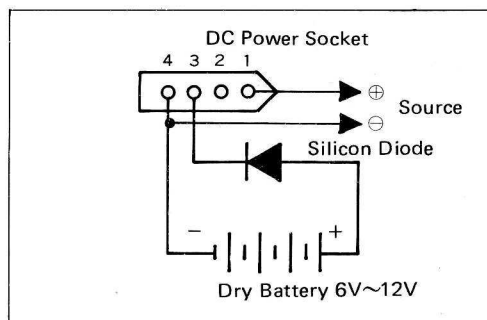 DC Power Socket
4 3 2 1
⊕
Source
⊖
Silicon Diode
− +
Dry Battery 6V~12V